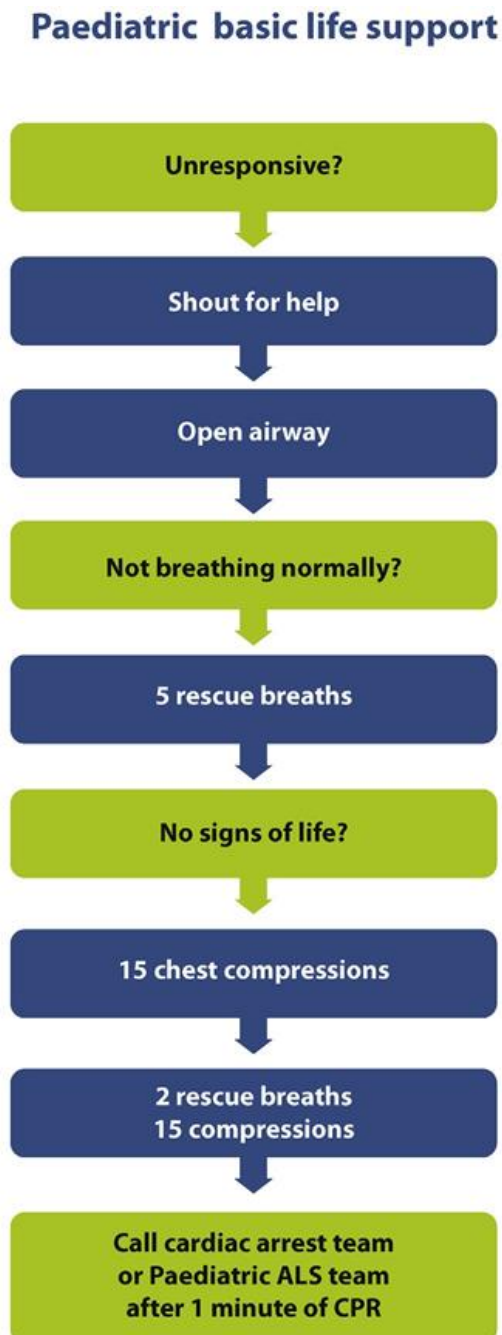 Paediatric basic life support
Unresponsive?
Shout for help
Open airway
Not breathing normally?
5 rescue breaths
No signs of life?
15 chest compressions
2 rescue breaths
15 compressions
Call cardiac arrest team
or Paediatric ALS team
after 1 minute of CPR